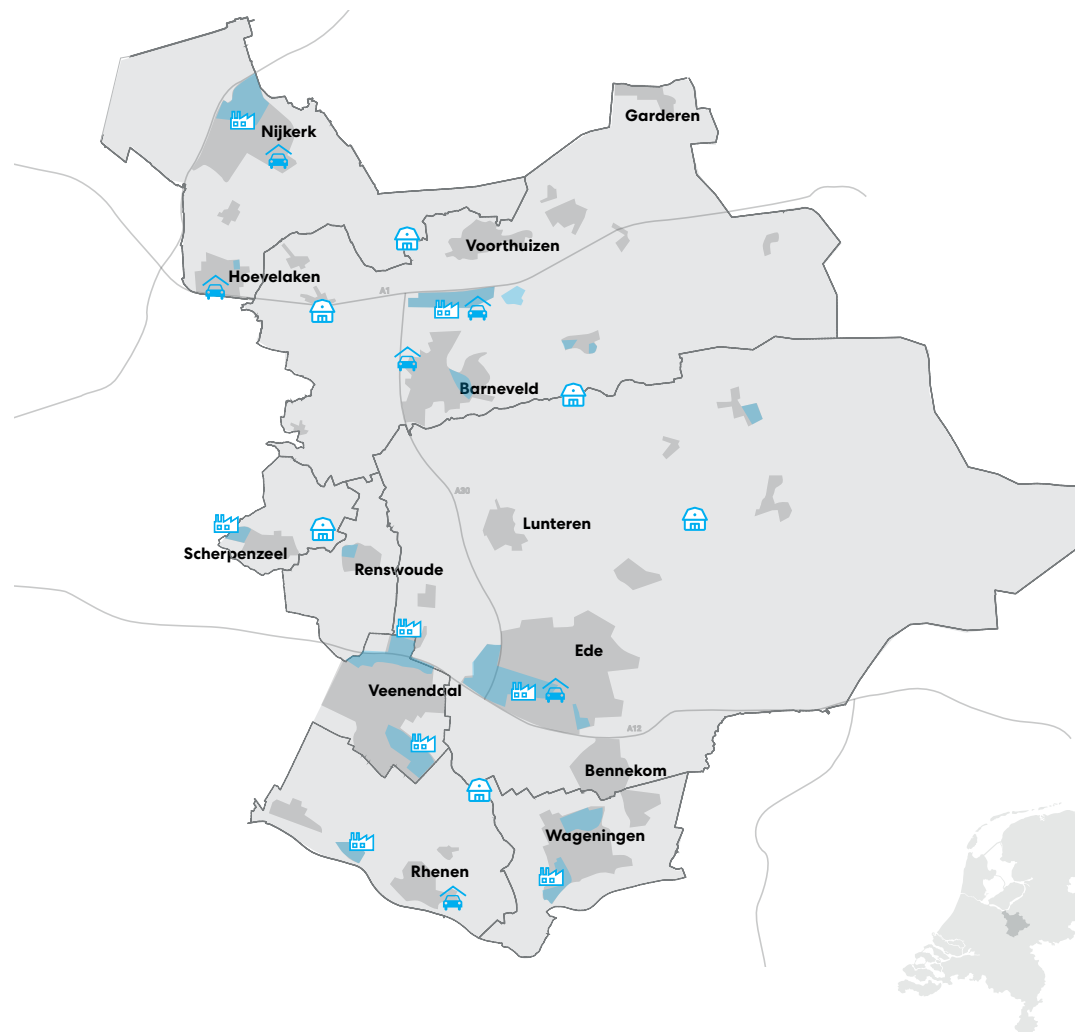 Garderen
Nijkerk
Voorthuizen
Hoevelaken
A1
Barneveld
A30
Lunteren
Scherpenzeel
Renswoude
Ede
Veenendaal
A12
Bennekom
Wageningen
Rhenen